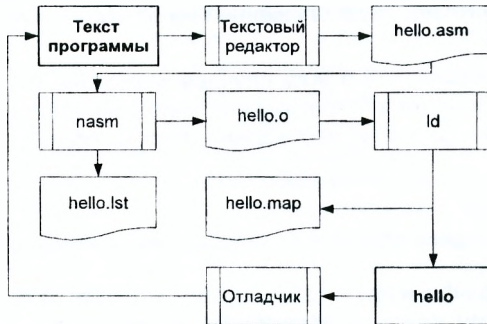 Текст
программы
Текстовый
редактор
hello.asm
nasm
hello.o
ld
hello.lst
hello.map
Отладчик
hello